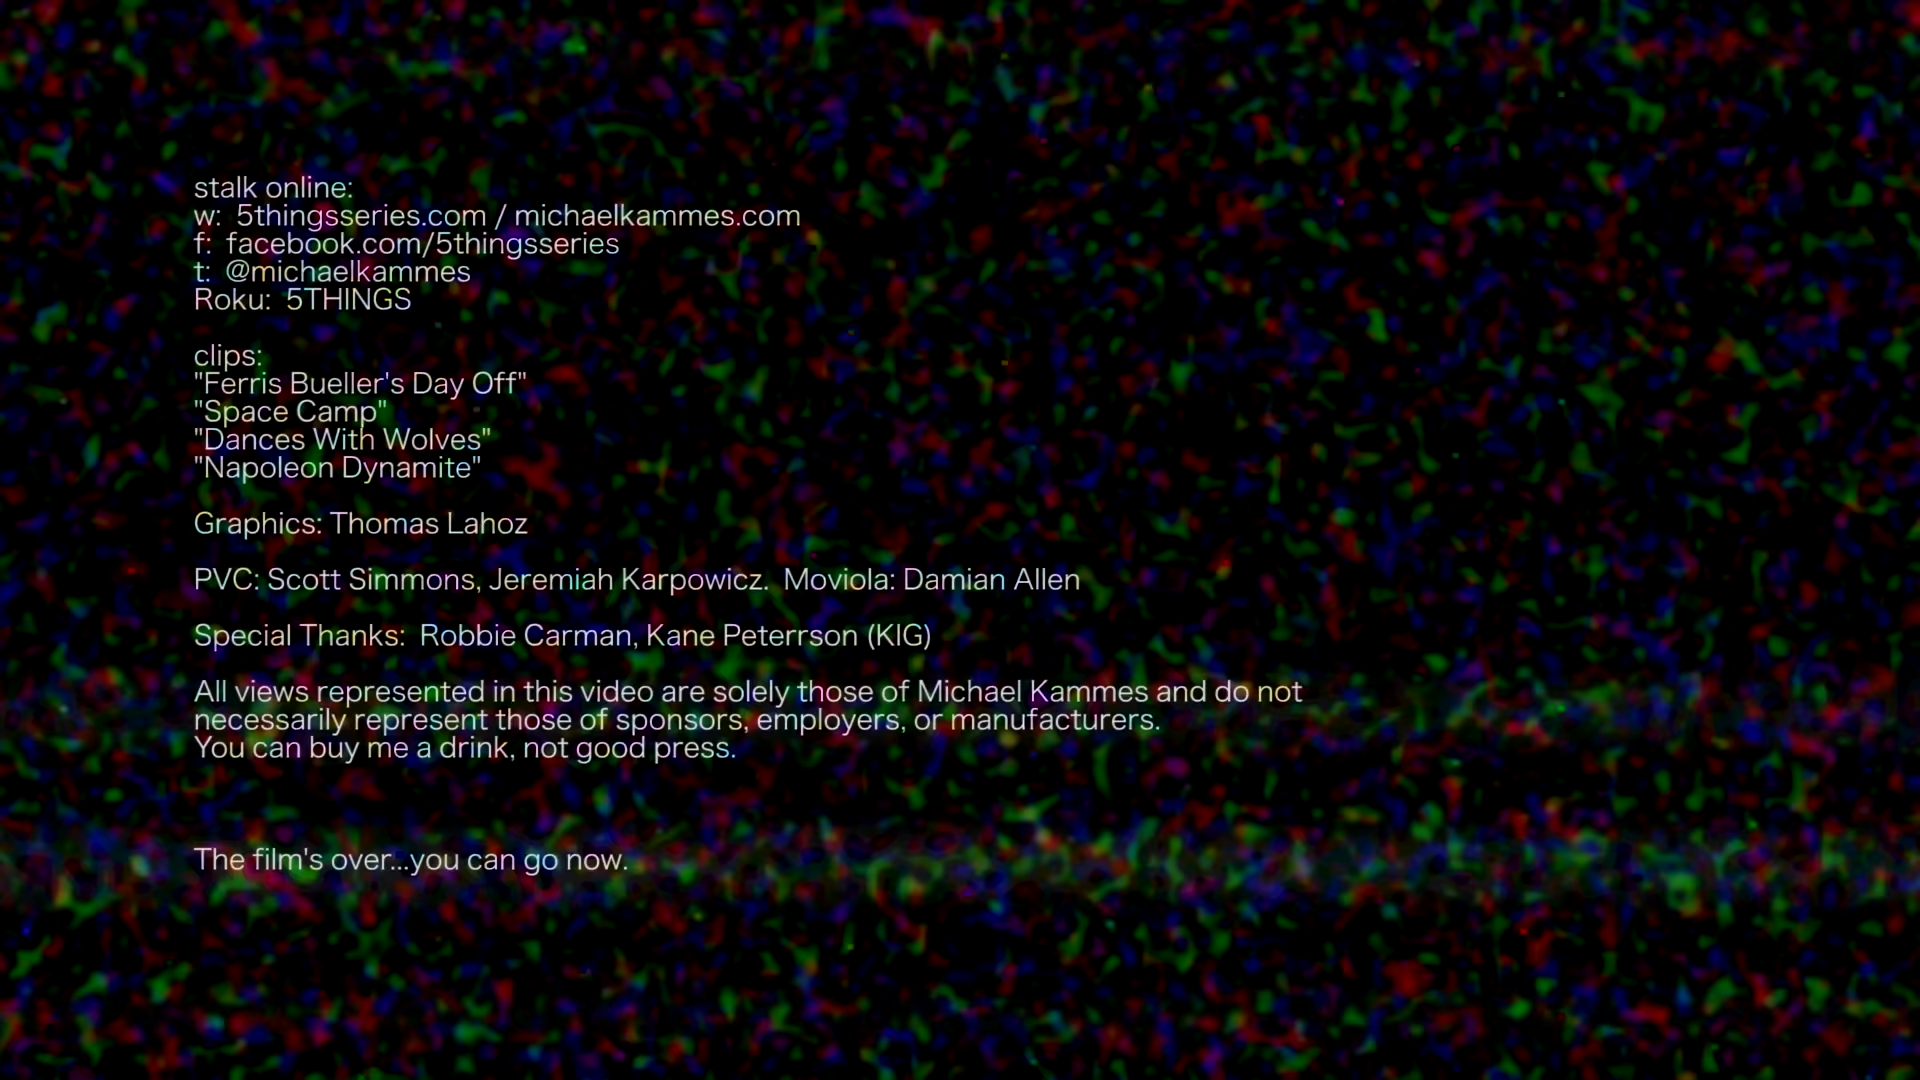 stalk online:
w: 5thingsseries.com / michaelkammes.com
f: facebook.com/5thingsseries
t: @michaelkammes
Roku: 5THINGS
clips:
"Ferris Bueller's Day Off"
"Space Camp"
"Dances With Wolves"
"Napoleon Dynamite"
Graphics: Thomas Lahoz
PVC: Scott Simmons, Jeremiah Karpowicz. Moviola: Damian Allen
Special Thanks: Robbie Carman, Kane Peterrson (KIG)
All views represented in this video are solely those of Michael Kammes and do not
necessarily represent those of sponsors, employers, or manufacturers.
You can buy me a drink, not good press.
The film's over...you can go now.